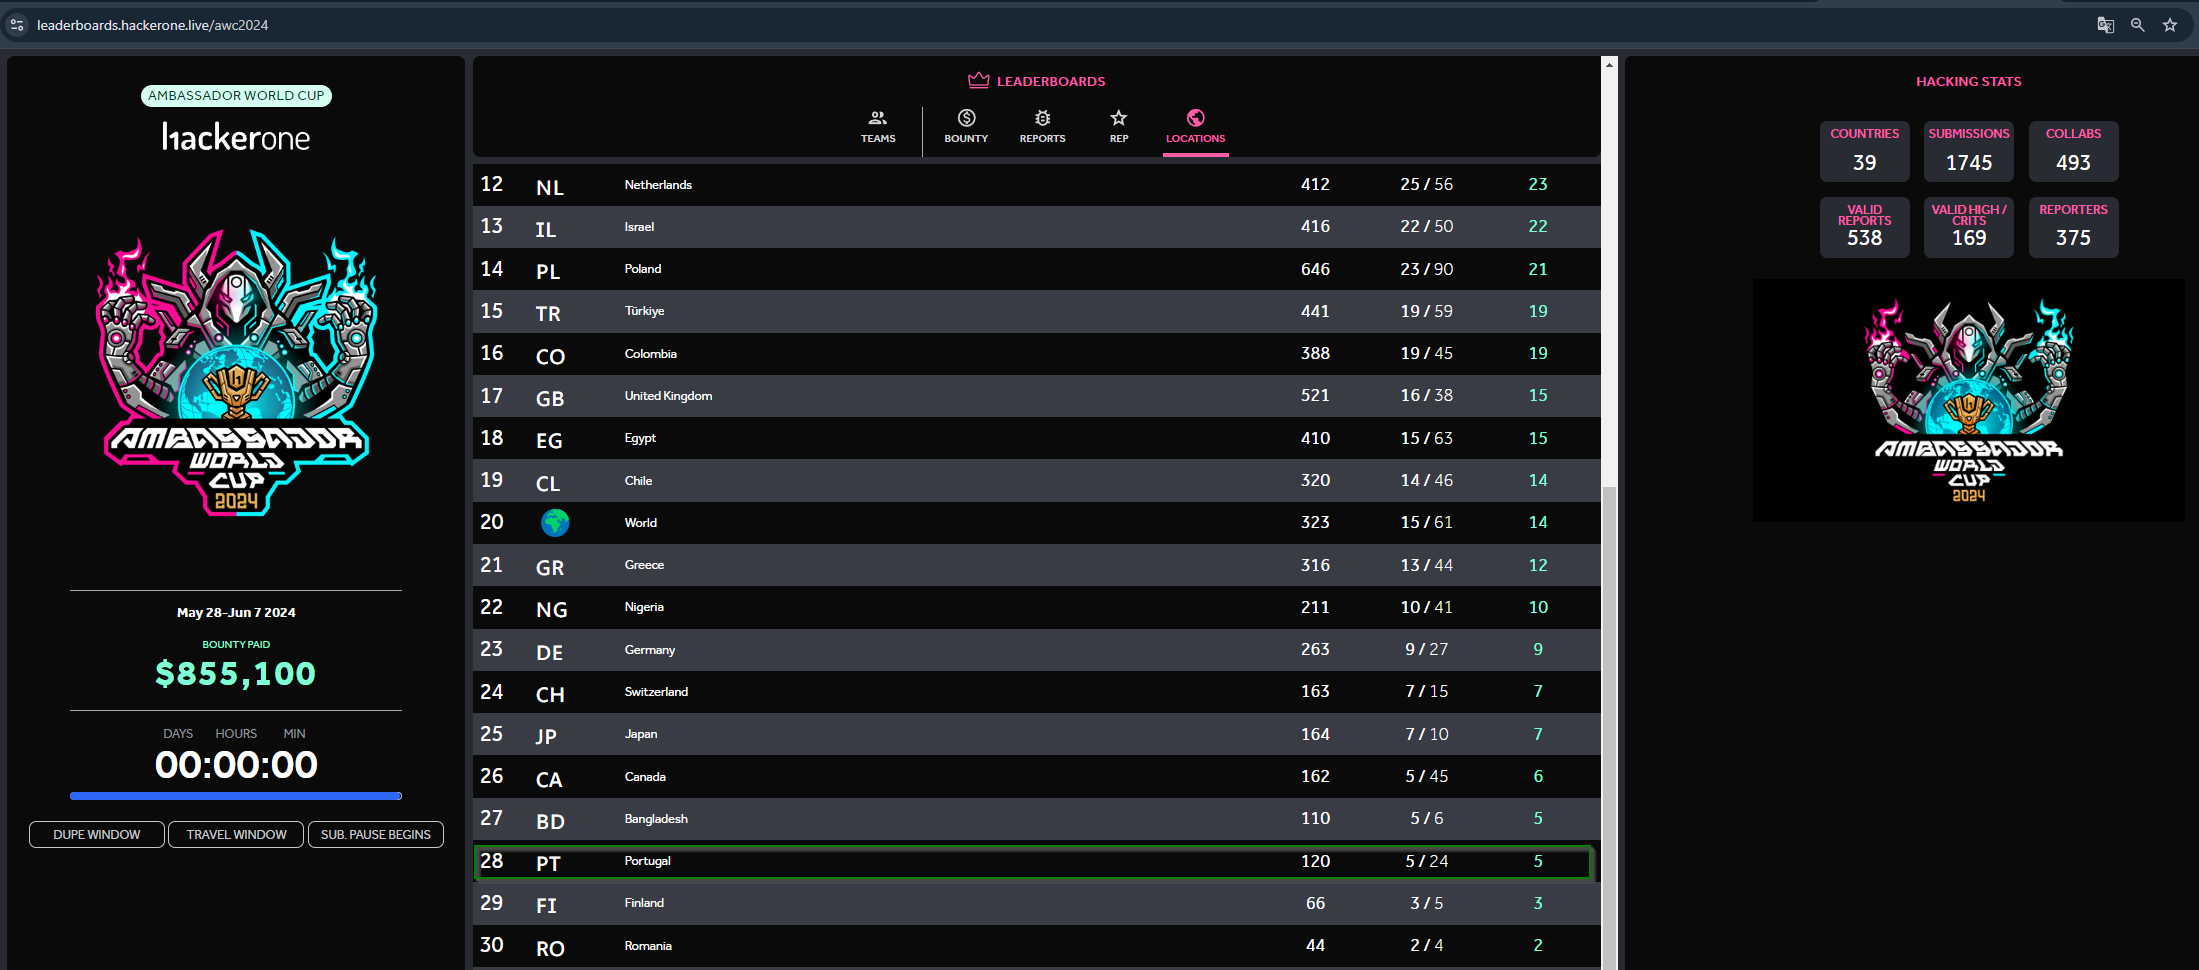 leaderboards.hackerone.live/awc2024
AMBASSADOR WORLD CUP
hackerone
AMBASSADOR
WORLD
CUP
2024
May 28-Jun 7 2024
BOUNTY PAID
$855,100
DAYS HOURS MIN
00:00:00
DUPE WINDOW TRAVEL WINDOW SUB. PAUSE BEGINS
LEADERBOARDS
TEAMS BOUNTY REPORTS REP LOCATIONS
12 NL Netherlands 412 25 / 56 23
13 IL Israel 416 22 / 50 22
14 PL Poland 646 23 / 90 21
15 TR Türkiye 441 19 / 59 19
16 CO Colombia 388 19 / 45 19
17 GB United Kingdom 521 16 / 38 15
18 EG Egypt 410 15 / 63 15
19 CL Chile 320 14 / 46 14
20 World 323 15 / 61 14
21 GR Greece 316 13 / 44 12
22 NG Nigeria 211 10 / 41 10
23 DE Germany 263 9 / 27 9
24 CH Switzerland 163 7 / 15 7
25 JP Japan 164 7 / 10 7
26 CA Canada 162 5 / 45 6
27 BD Bangladesh 110 5 / 6 5
28 PT Portugal 120 5 / 24 5
29 FI Finland 66 3 / 5 3
30 RO Romania 44 2 / 4 2
HACKING STATS
COUNTRIES SUBMISSIONS COLLABS
39 1745 493
VALID REPORTS VALID HIGH / CRITS REPORTERS
538 169 375
AMBASSADOR
WORLD
CUP
2024